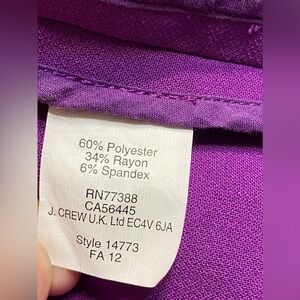 60% Polyester
34% Rayon
6% Spandex
RN77388
CA56445
J. CREW U.K. Ltd EC4V 6JA
Style 14773
FA 12